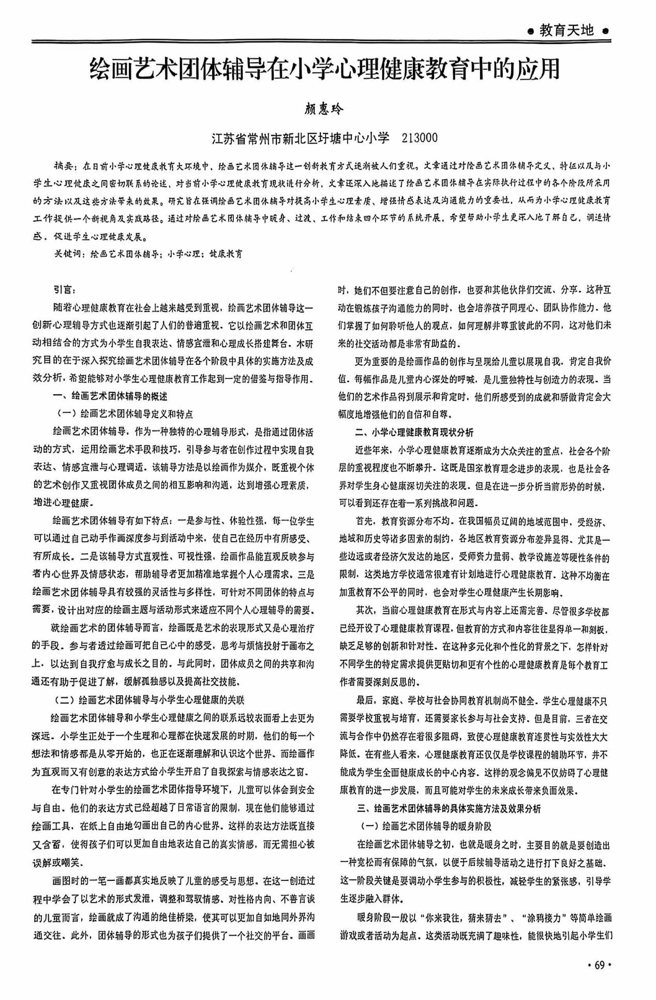 ● 教育天地 ●
绘画艺术团体辅导在小学心理健康教育中的应用
颜惠玲
江苏省常州市新北区圩塘中心小学 213000
摘要：在目前小学心理健康教育大环境中，绘画艺术团体辅导这一创新教育方式逐渐被人们重视。文章通过对绘画艺术团体辅导定义、特征以及与小
学生心理健康之间密切联系的论述，对当前小学心理健康教育现状进行分析，文章还深入地描述了绘画艺术团体辅导在实际执行过程中的各个阶段所采用
的方法以及这些方法带来的效果。研究旨在强调绘画艺术团体辅导对提高小学生心理素质、增强情感表达及沟通能力的重要性，从而为小学心理健康教育
工作提供一个新视角及实践路径。通过对绘画艺术团体辅导中暖身、过渡、工作和结束四个环节的系统开展，希望帮助小学生更深入地了解自己，调适情
感、促进学生心理健康发展。
关键词：绘画艺术团体辅导；小学心理；健康教育
引言：
随着心理健康教育在社会上越来越受到重视，绘画艺术团体辅导这一
创新心理辅导方式也逐渐引起了人们的普遍重视。它以绘画艺术和团体互
动相结合的方式为小学生自我表达、情感宣泄和心理成长搭建舞台。本研
究目的在于深入探究绘画艺术团体辅导在各个阶段中具体的实施方法及成
效分析，希望能够对小学生心理健康教育工作起到一定的借鉴与指导作用。
一、绘画艺术团体辅导的概述
（一）绘画艺术团体辅导定义和特点
绘画艺术团体辅导，作为一种独特的心理辅导形式，是指通过团体活
动的方式，运用绘画艺术手段和技巧，引导参与者在创作过程中实现自我
表达、情感宣泄与心理调适。该辅导方法是以绘画作为媒介，既重视个体
的艺术创作又重视团体成员之间的相互影响和沟通，达到增强心理素质，
增进心理健康。
绘画艺术团体辅导有如下特点：一是参与性、体验性强，每一位学生
可以通过自己动手作画深度参与到活动中来，使自己在经历中有所感受、
有所成长。二是该辅导方式直观性、可视性强，绘画作品能直观反映参与
者内心世界及情感状态，帮助辅导者更加精准地掌握个人心理需求。三是
绘画艺术团体辅导具有较强的灵活性与多样性，可针对不同团体的特点与
需要，设计出对应的绘画主题与活动形式来适应不同个人心理辅导的需要。
就绘画艺术的团体辅导而言，绘画既是艺术的表现形式又是心理治疗
的手段。参与者透过绘画可把自己心中的感受，思考与烦恼投射于画布之
上，以达到自我疗愈与成长之目的。与此同时，团体成员之间的共享和沟
通还有助于促进了解，缓解孤独感以及提高社交技能。
（二）绘画艺术团体辅导与小学生心理健康的关联
绘画艺术团体辅导和小学生心理健康之间的联系远较表面看上去更为
深远。小学生正处于一个生理和心理都在快速发展的时期，他们的每一个
想法和情感都是从零开始的，也正在逐渐理解和认识这个世界。而绘画作
为直观而又有创意的表达方式给小学生开启了自我探索与情感表达之窗。
在专门针对小学生的绘画艺术团体指导环境下，儿童可以体会到安全
与自由。他们的表达方式已经超越了日常语言的限制，现在他们能够通过
绘画工具，在纸上自由地勾画出自己的内心世界。这样的表达方法既直接
又含蓄，使得孩子们可以更加自由地表达自己的真实情感，而无需担心被
误解或嘲笑。
画图时的一笔一画都真实地反映了儿童的感受与思想。在这一创造过
程中学会了以艺术的形式发泄，调整和驾驭情感。对性格内向、不善言谈
的儿童而言，绘画就成了沟通的绝佳桥梁，使其可以更加自如地同外界沟
通交往。此外，团体辅导的形式也为孩子们提供了一个社交的平台。画画
时，她们不但要注意自己的创作，也要和其他伙伴们交流、分享。这种互
动在锻炼孩子沟通能力的同时，也会培养孩子同理心、团队协作能力。他
们掌握了如何聆听他人的观点，如何理解并尊重彼此的不同，这对他们未
来的社交活动都是非常有助益的。
更为重要的是绘画作品的创作与呈现给儿童以展现自我，肯定自我价
值。每幅作品是儿童内心深处的呼喊，是儿童独特性与创造力的表现。当
他们的艺术作品得到展示和肯定时，他们所感受到的成就和骄傲肯定会大
幅度地增强他们的自信和自尊。
二、小学心理健康教育现状分析
近些年来，小学心理健康教育逐渐成为大众关注的重点，社会各个阶
层的重视程度也不断攀升。这既是国家教育理念进步的表现，也是社会各
界对学生身心健康深切关注的表现。但是在进一步分析当前形势的时候，
可以看到还存在着一系列挑战和问题。
首先，教育资源分布不均。在我国幅员辽阔的地域范围中，受经济、
地域和历史等诸多因素的制约，各地区教育资源分布差异显得。尤其是一
些边远或者经济欠发达的地区，受师资力量弱、教学设施差等硬性条件的
限制，这类地方学校通常很难有计划地进行心理健康教育。这种不均衡在
加重教育不公平的同时，也会对学生心理健康产生长期影响。
其次，当前心理健康教育在形式与内容上还需完善。尽管很多学校都
已经开设了心理健康教育课程，但教育的方式和内容往往显得单一和刻板，
缺乏足够的创新和针对性。在这种多元化和个性化的背景之下，怎样针对
不同学生的特定需求提供更贴切和更有个性的心理健康教育是每个教育工
作者需要深刻反思的。
最后，家庭、学校与社会协同教育机制尚不健全。学生心理健康不只
需要学校重视与培育，还需要家长参与与社会支持。但是目前，三者在交
流与合作中仍然存在着很多阻碍，致使心理健康教育连贯性与实效性大大
降低。在有些人看来，心理健康教育还仅仅是学校课程的辅助环节，并不
能成为学生全面健康成长的中心内容。这样的观念偏见不仅妨碍了心理健
康教育的进一步发展，而且可能对学生的未来成长带来负面效果。
三、绘画艺术团体辅导的具体实施方法及效果分析
（一）绘画艺术团体辅导的暖身阶段
在绘画艺术团体辅导之初，也就是暖身之时，主要目的就是要创造出
一种宽松而有保障的气氛，以便于后续辅导活动之进行打下良好之基础。
这一阶段关键是要调动小学生参与的积极性，减轻学生的紧张感，引导学
生逐步融入群体。
暖身阶段一般以“你来我往，猜来猜去”、“涂鸦接力”等简单绘画
游戏或者活动为起点。这类活动既充满了趣味性，能很快地引起小学生们
·69·